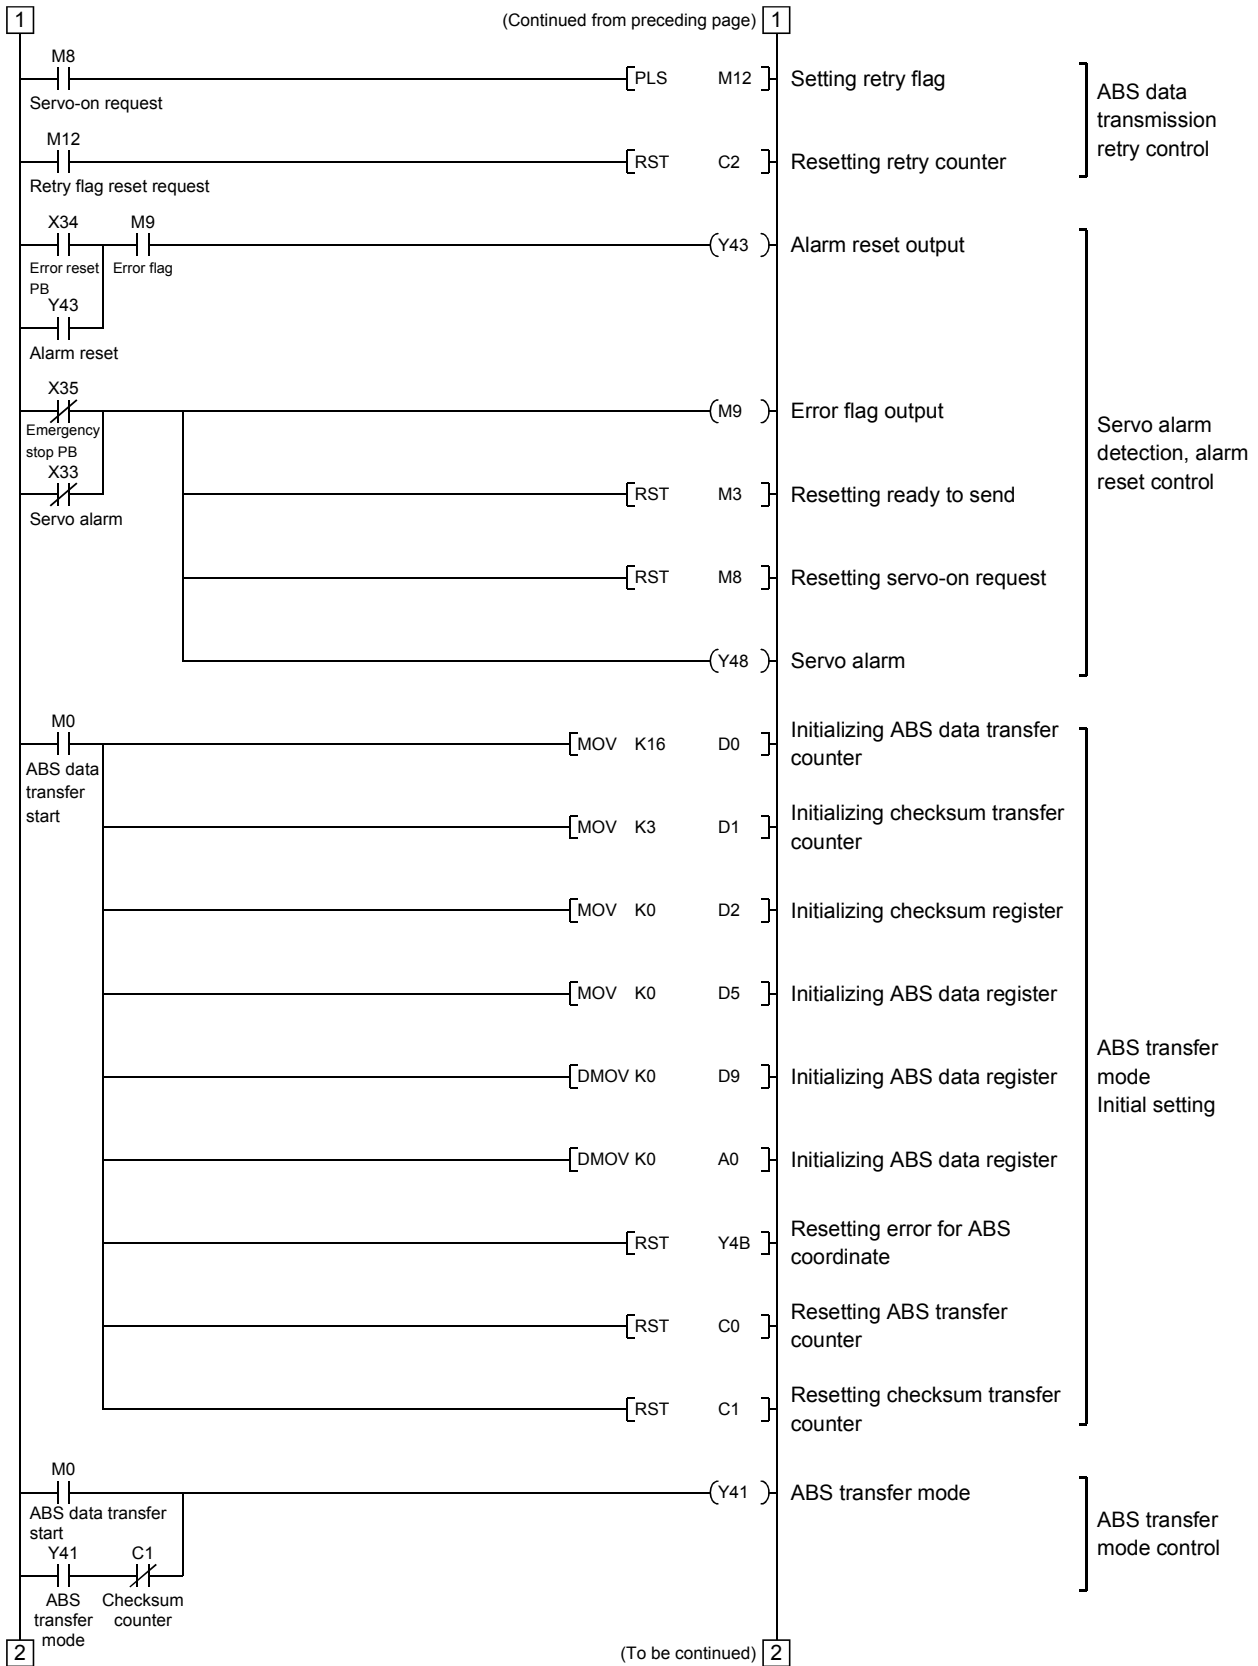 1 (Continued from preceding page) 1
M8
PLS M12 Setting retry flag
Servo-on request
ABS data
transmission
retry control
M12
RST C2 Resetting retry counter
Retry flag reset request
X34 M9
Y43 Alarm reset output
Error reset Error flag
PB
Y43
Alarm reset
X35
M9 Error flag output
Emergency
stop PB
X33
Servo alarm
Servo alarm
detection, alarm
reset control
RST M3 Resetting ready to send
RST M8 Resetting servo-on request
Y48 Servo alarm
M0
MOV K16 D0 Initializing ABS data transfer
counter
ABS data
transfer
start
MOV K3 D1 Initializing checksum transfer
counter
MOV K0 D2 Initializing checksum register
MOV K0 D5 Initializing ABS data register
ABS transfer
mode
Initial setting
DMOV K0 D9 Initializing ABS data register
DMOV K0 A0 Initializing ABS data register
RST Y4B Resetting error for ABS
coordinate
RST C0 Resetting ABS transfer
counter
RST C1 Resetting checksum transfer
counter
M0
Y41 ABS transfer mode
ABS data transfer
start
ABS transfer
mode control
Y41 C1
ABS Checksum
transfer counter
mode
2 (To be continued) 2